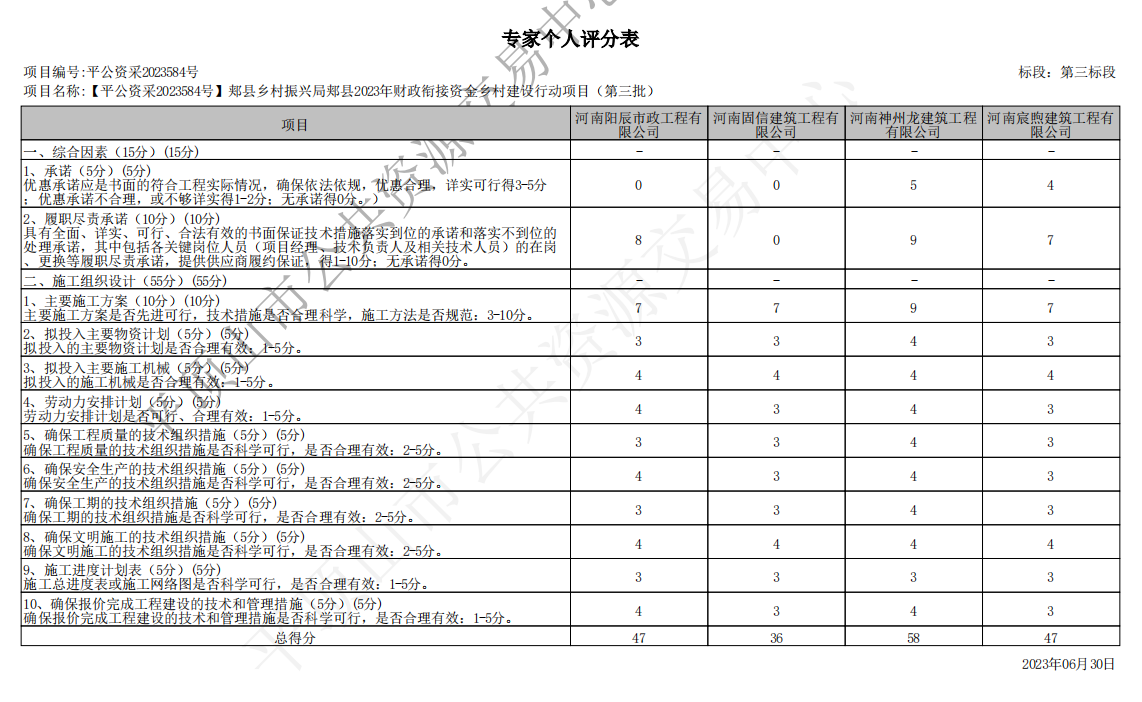 专家个人评分表
项目编号:平公资采2023584号
标段：第三标段
项目名称:【平公资采2023584号】郏县乡村振兴局郏县2023年财政衔接资金乡村建设行动项目（第三批）
项目
河南阳辰市政工程有
限公司
河南固信建筑工程有
限公司
河南神州龙建筑工程
有限公司
河南宸煦建筑工程有
限公司
一、综合因素（15分）(15分) - - - -
1、承诺（5分）(5分)
优惠承诺应是书面的符合工程实际情况，确保依法依规，优惠合理，详实可行得3-5分
；优惠承诺不合理，或不够详实得1-2分；无承诺得0分。）
0 0 5 4
2、履职尽责承诺（10分）(10分)
具有全面、详实、可行、合法有效的书面保证技术措施落实到位的承诺和落实不到位的
处理承诺，其中包括各关键岗位人员（项目经理、技术负责人及相关技术人员）的在岗
、更换等履职尽责承诺，提供供应商履约保证，得1-10分；无承诺得0分。
8 0 9 7
二、施工组织设计（55分）(55分) - - - -
1、主要施工方案（10分）(10分)
主要施工方案是否先进可行，技术措施是否合理科学，施工方法是否规范：3-10分。
7 7 9 7
2、拟投入主要物资计划（5分）(5分)
拟投入的主要物资计划是否合理有效：1-5分。
3 3 4 3
3、拟投入主要施工机械（5分）(5分)
拟投入的施工机械是否合理有效：1-5分。
4 4 4 4
4、劳动力安排计划（5分）(5分)
劳动力安排计划是否可行、合理有效：1-5分。
4 3 4 3
5、确保工程质量的技术组织措施（5分）(5分)
确保工程质量的技术组织措施是否科学可行，是否合理有效：2-5分。
3 3 4 3
6、确保安全生产的技术组织措施（5分）(5分)
确保安全生产的技术组织措施是否科学可行，是否合理有效：2-5分。
4 3 4 3
7、确保工期的技术组织措施（5分）(5分)
确保工期的技术组织措施是否科学可行，是否合理有效：2-5分。
3 3 4 3
8、确保文明施工的技术组织措施（5分）(5分)
确保文明施工的技术组织措施是否科学可行，是否合理有效：2-5分。
4 4 4 4
9、施工进度计划表（5分）(5分)
施工总进度表或施工网络图是否科学可行，是否合理有效：1-5分。
3 3 3 3
10、确保报价完成工程建设的技术和管理措施（5分）(5分)
确保报价完成工程建设的技术和管理措施是否科学可行，是否合理有效：1-5分。
4 3 4 3
总得分 47 36 58 47
2023年06月30日
平顶山市公共资源交易中心
平顶山市公共资源交易中心